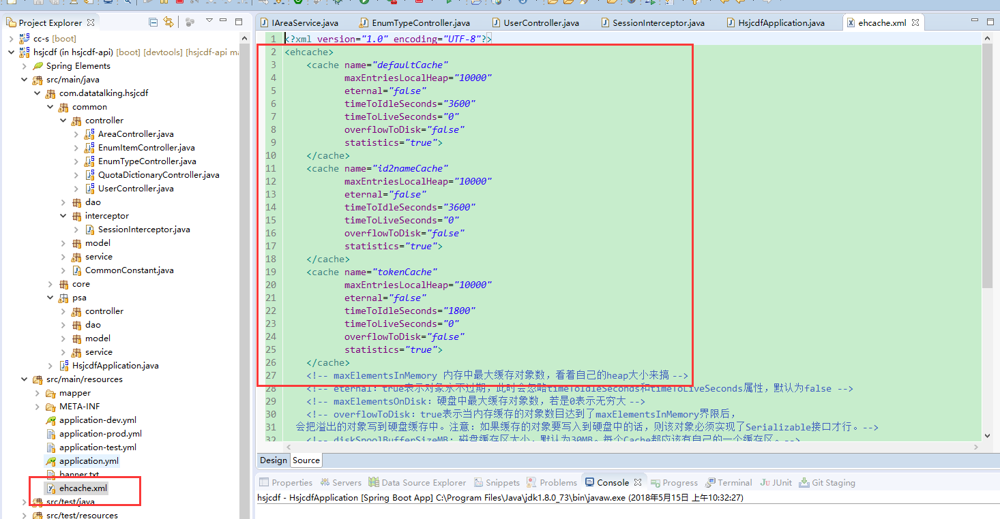 Project Explorer
cc-s [boot]
hsjcdf (in hsjcdf-api) [boot] [devtools] [hsjcdf-api ma
Spring Elements
src/main/java
com.datatalking.hsjcdf
common
controller
AreaController.java
EnumItemController.java
EnumTypeController.java
QuotaDictionaryController.java
UserController.java
dao
interceptor
SessionInterceptor.java
model
service
CommonConstant.java
core
psa
controller
dao
model
service
HsjcdfApplication.java
src/main/resources
mapper
META-INF
application-dev.yml
application-prod.yml
application-test.yml
application.yml
banner.txt
ehcache.xml
src/test/java
src/test/resources
IAreaService.java EnumTypeController.java UserController.java SessionInterceptor.java HsjcdfApplication.java ehcache.xml
1 <?xml version="1.0" encoding="UTF-8"?>
2 <ehcache>
3 <cache name="defaultCache"
4 maxEntriesLocalHeap="10000"
5 eternal="false"
6 timeToIdleSeconds="3600"
7 timeToLiveSeconds="0"
8 overflowToDisk="false"
9 statistics="true">
10 </cache>
11 <cache name="id2nameCache"
12 maxEntriesLocalHeap="10000"
13 eternal="false"
14 timeToIdleSeconds="3600"
15 timeToLiveSeconds="0"
16 overflowToDisk="false"
17 statistics="true">
18 </cache>
19 <cache name="tokenCache"
20 maxEntriesLocalHeap="10000"
21 eternal="false"
22 timeToIdleSeconds="1800"
23 timeToLiveSeconds="0"
24 overflowToDisk="false"
25 statistics="true">
26 </cache>
27 <!-- maxElementsInMemory 内存中最大缓存对象数，看着自己的heap大小来搞 -->
28 <!-- eternal：true表示对象永不过期，此时会忽略timeToIdleSeconds和timeToLiveSeconds属性，默认为false -->
29 <!-- maxElementsOnDisk：硬盘中最大缓存对象数，若是0表示无穷大 -->
30 <!-- overflowToDisk：true表示当内存缓存的对象数目达到了maxElementsInMemory界限后，
31 会把溢出的对象写到硬盘缓存中。注意：如果缓存的对象要写入到硬盘中的话，则该对象必须实现了Serializable接口才行。-->
32 <!-- diskSpoolBufferSizeMB：磁盘缓存区大小，默认为30MB。每个Cache都应该有自己的一个缓存区。-->
Design Source
Properties Servers Data Source Explorer Snippets Problems Console Progress Terminal JUnit Git Staging
hsjcdf - HsjcdfApplication [Spring Boot App] C:\Program Files\Java\jdk1.8.0_73\bin\javaw.exe (2018年5月15日 上午10:32:27)